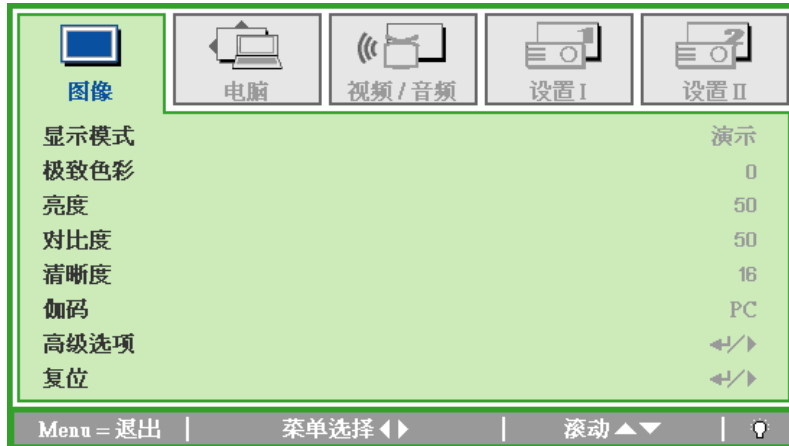 图像 电脑 视频 / 音频 设置 I 设置 II
显示模式 演示
极致色彩 0
亮度 50
对比度 50
清晰度 16
伽码 PC
高级选项
复位
Menu = 退出 菜单选择 滚动